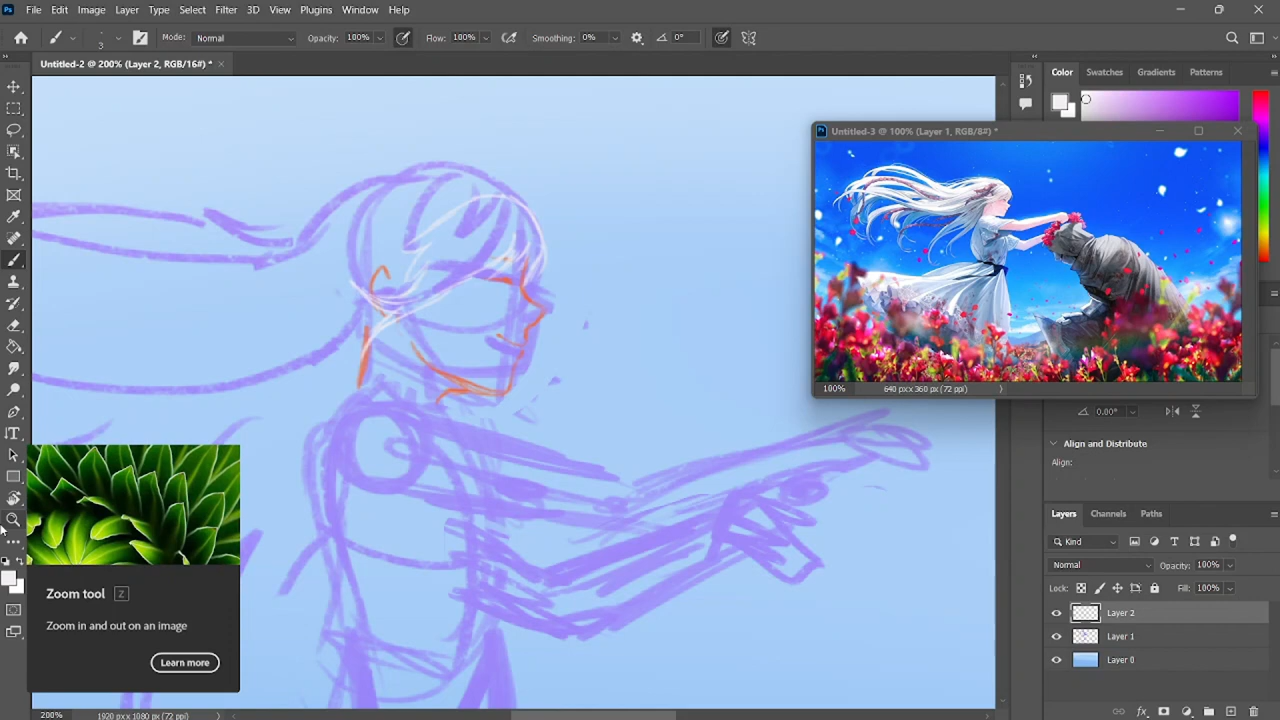 Ps File Edit Image Layer Type Select Filter 3D View Plugins Window Help
3 Mode: Normal Opacity: 100% Flow: 100% Smoothing: 0% 0°
Untitled-2 @ 200% (Layer 2, RGB/16#) *
Color Swatches Gradients Patterns
Ps Untitled-3 @ 100% (Layer 1, RGB/8#) *
100% 640 px x 360 px (72 ppi)
0.00°
Align and Distribute
Align:
Layers Channels Paths
Kind
Normal Opacity: 100%
Lock: Fill: 100%
Layer 2
Layer 1
Layer 0
Zoom tool Z
Zoom in and out on an image
Learn more
200% 1920 px x 1080 px (72 ppi)
fx